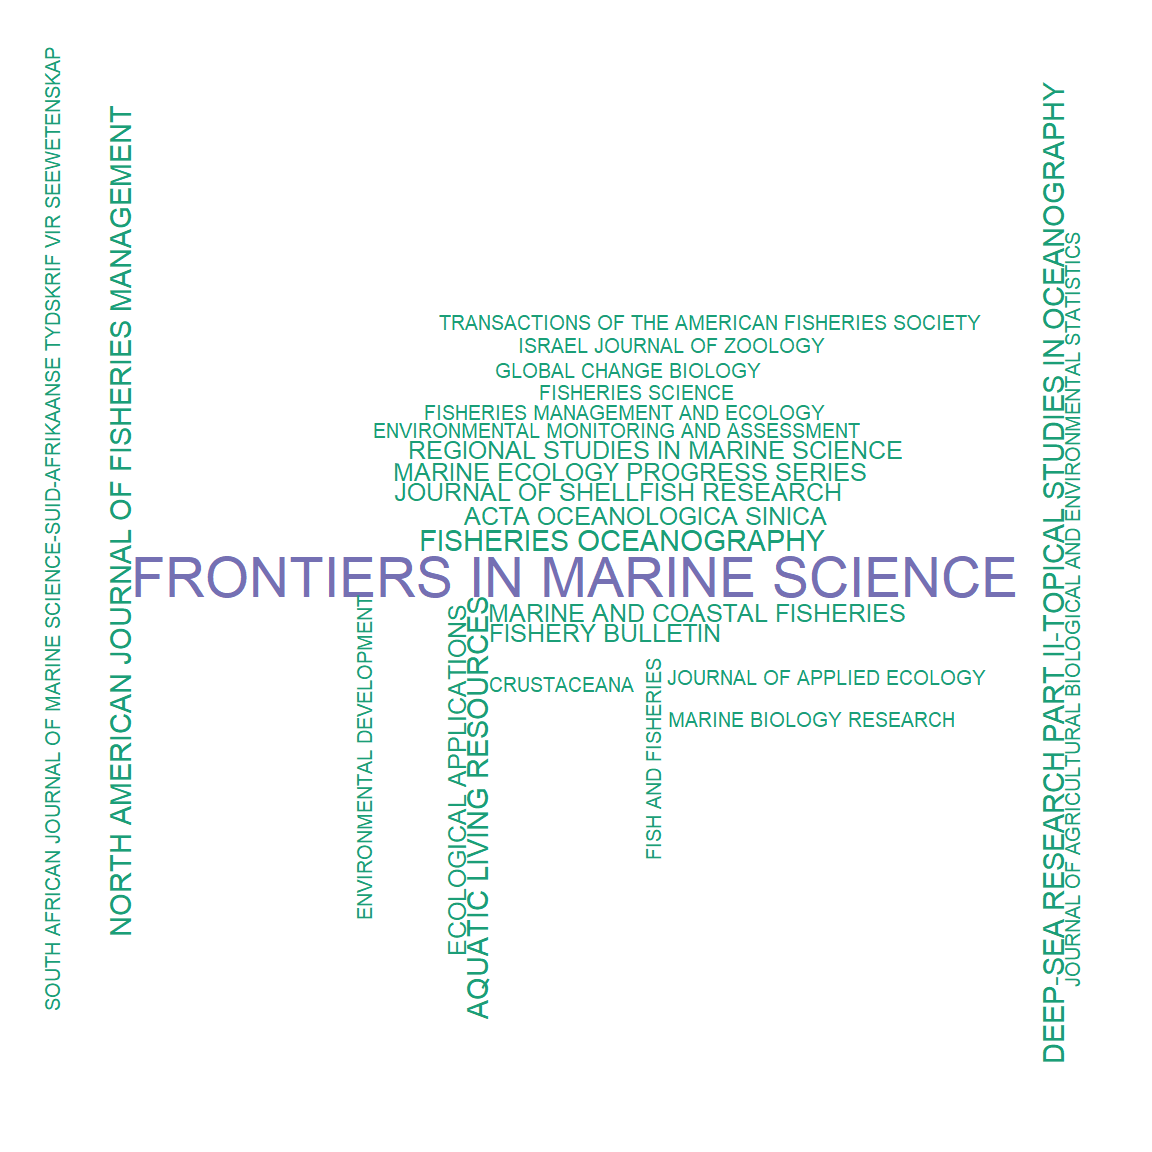 SOUTH AFRICAN JOURNAL OF MARINE SCIENCE-SUID-AFRIKAANSE TYDSKRIF VIR SEEWETENSKAP
NORTH AMERICAN JOURNAL OF FISHERIES MANAGEMENT
TRANSACTIONS OF THE AMERICAN FISHERIES SOCIETY
ISRAEL JOURNAL OF ZOOLOGY
GLOBAL CHANGE BIOLOGY
FISHERIES SCIENCE
FISHERIES MANAGEMENT AND ECOLOGY
ENVIRONMENTAL MONITORING AND ASSESSMENT
REGIONAL STUDIES IN MARINE SCIENCE
MARINE ECOLOGY PROGRESS SERIES
JOURNAL OF SHELLFISH RESEARCH
ACTA OCEANOLOGICA SINICA
FISHERIES OCEANOGRAPHY
FRONTIERS IN MARINE SCIENCE
MARINE AND COASTAL FISHERIES
FISHERY BULLETIN
ENVIRONMENTAL DEVELOPMENT
ECOLOGICAL APPLICATIONS
AQUATIC LIVING RESOURCES
CRUSTACEANA
FISH AND FISHERIES
JOURNAL OF APPLIED ECOLOGY
MARINE BIOLOGY RESEARCH
DEEP-SEA RESEARCH PART II-TOPICAL STUDIES IN OCEANOGRAPHY
JOURNAL OF AGRICULTURAL BIOLOGICAL AND ENVIRONMENTAL STATISTICS